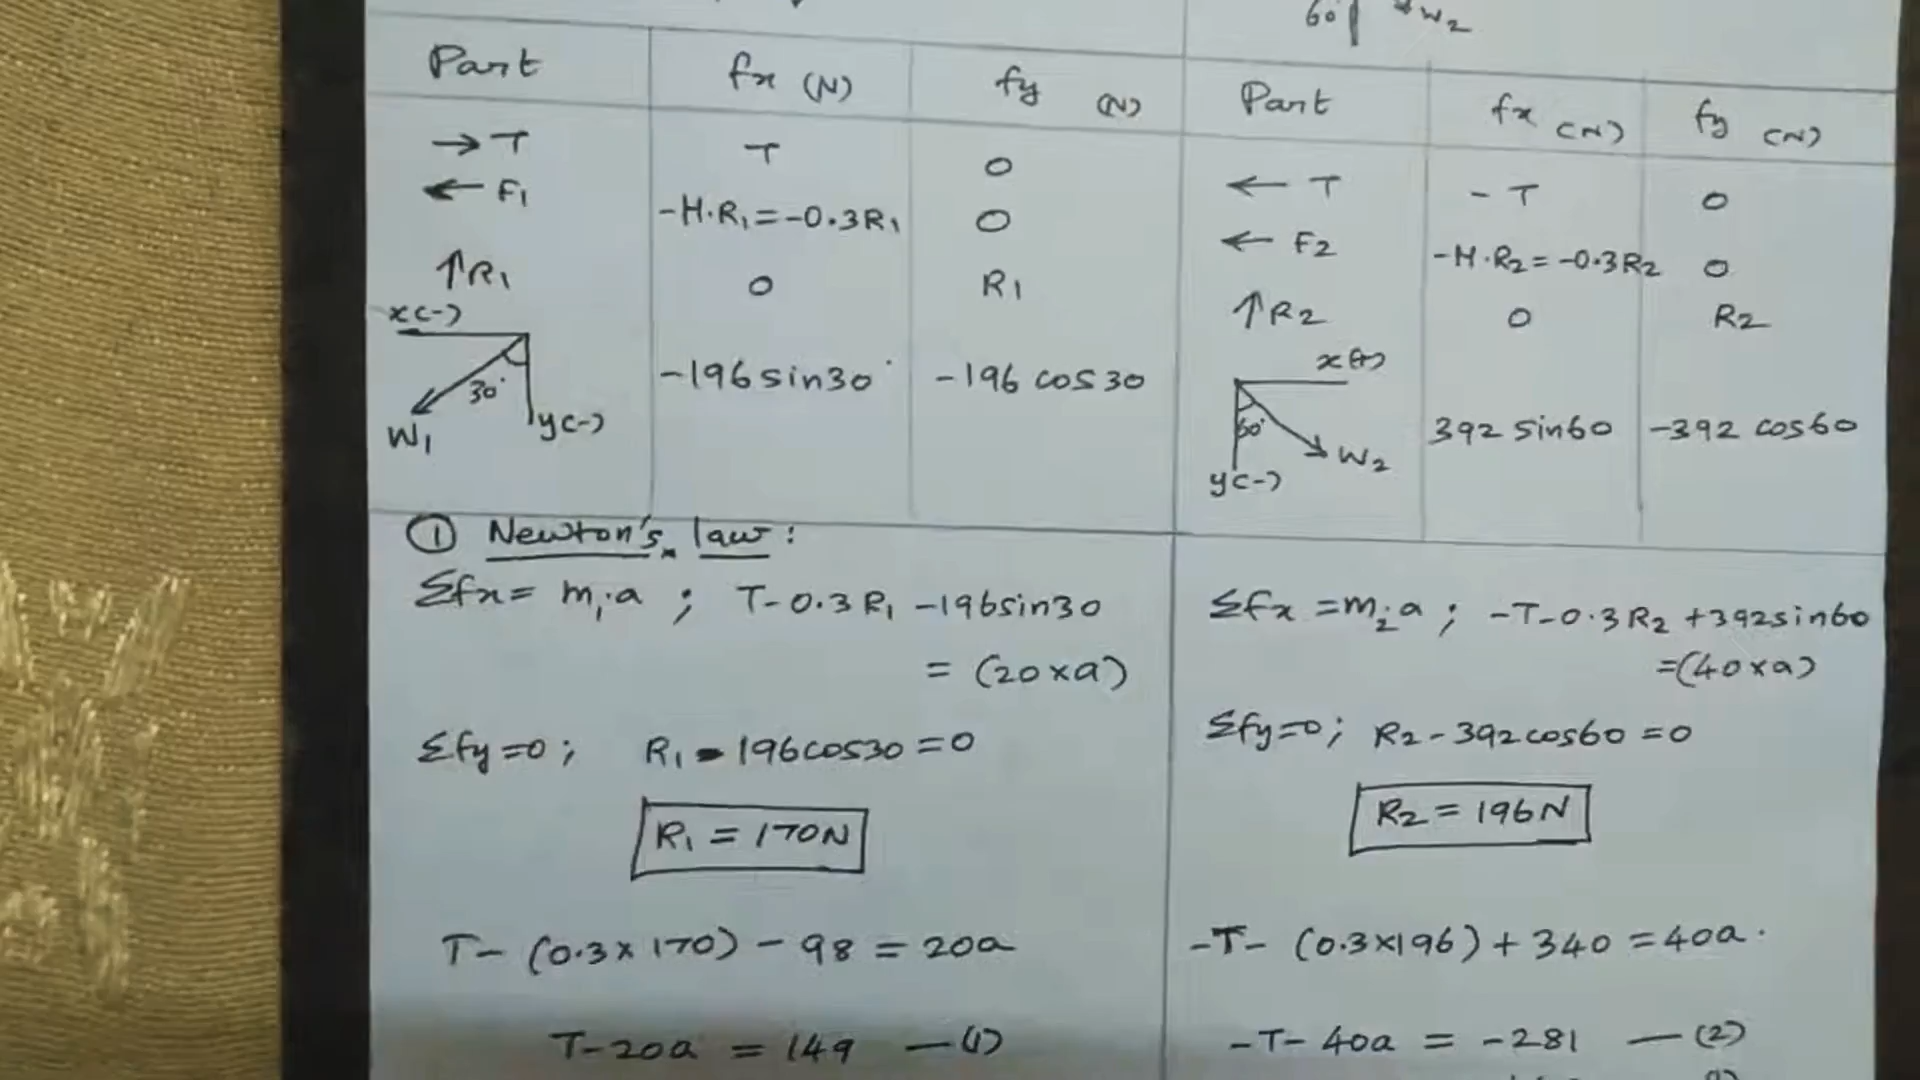 60 W2
Part fx (N) fy (N) Part fx (N) fy (N)
→ T T 0 ← T - T 0
← F1 -M.R1 = -0.3R1 0 ← F2 -M.R2 = -0.3R2 0
↑R1 0 R1 ↑R2 0 R2
x(-) x(+)
30° -196 sin30° -196 cos 30 60° 392 sin60 -392 cos60
W1 y(-) W2
y(-)
① Newton's law :
Σfx = m1.a ; T-0.3 R1 -196sin30
= (20×a)
Σfx = m2.a ; -T-0.3R2 +392sin60
=(40×a)
Σfy=0 ; R1 - 196cos30 = 0
R1 = 170N
Σfy=0 ; R2 - 392cos60 = 0
R2 = 196N
T - (0.3 × 170) - 98 = 20a
T-20a = 149 — (1)
-T- (0.3×196) + 340 = 40a.
-T- 40a = -281 — (2)